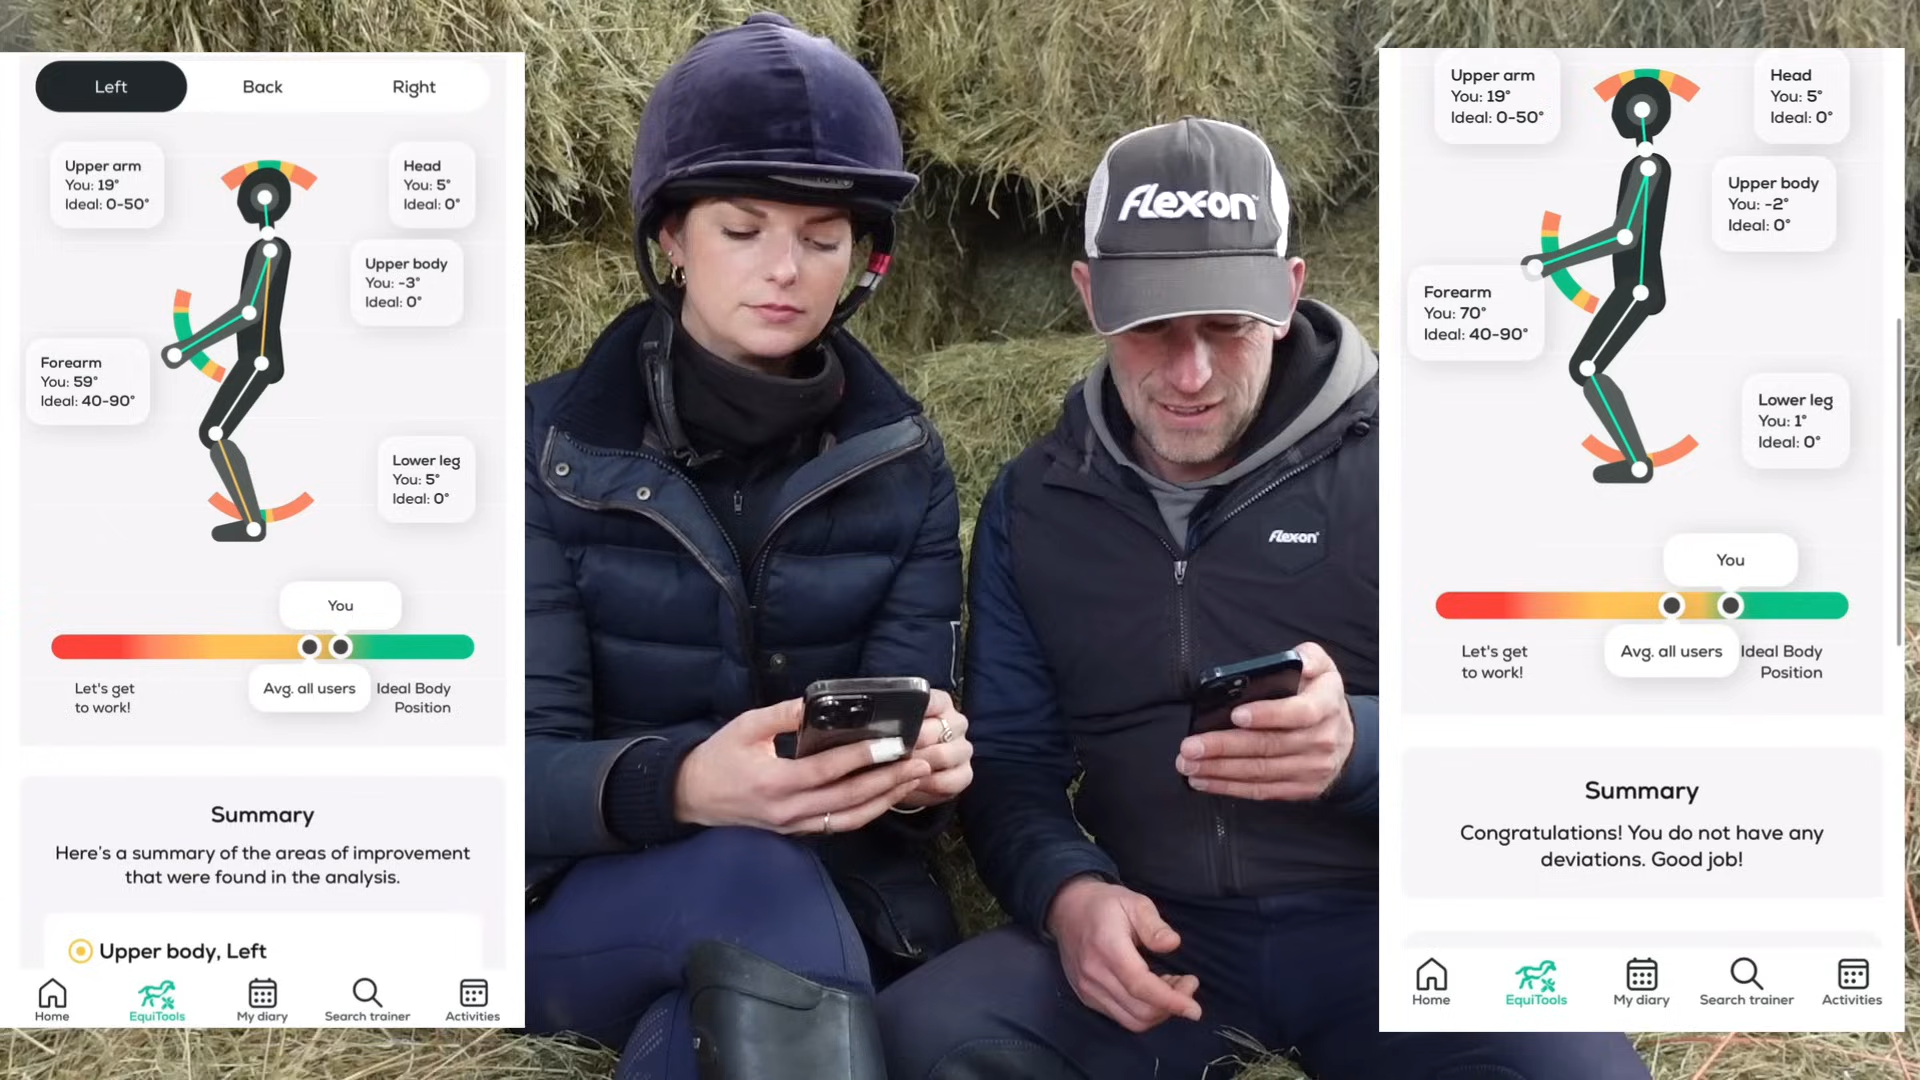 Left
Back
Right
Upper arm
You: 19°
Ideal: 0-50°
Head
You: 5°
Ideal: 0°
Upper body
You: -3°
Ideal: 0°
Forearm
You: 59°
Ideal: 40-90°
Lower leg
You: 5°
Ideal: 0°
You
Avg. all users
Let's get
to work!
Ideal Body
Position
Summary
Here's a summary of the areas of improvement
that were found in the analysis.
Upper body, Left
Home
EquiTools
My diary
Search trainer
Activities
Flex-on™
Flex-on®
Upper arm
You: 19°
Ideal: 0-50°
Head
You: 5°
Ideal: 0°
Upper body
You: -2°
Ideal: 0°
Forearm
You: 70°
Ideal: 40-90°
Lower leg
You: 1°
Ideal: 0°
You
Avg. all users
Let's get
to work!
Ideal Body
Position
Summary
Congratulations! You do not have any
deviations. Good job!
Home
EquiTools
My diary
Search trainer
Activities